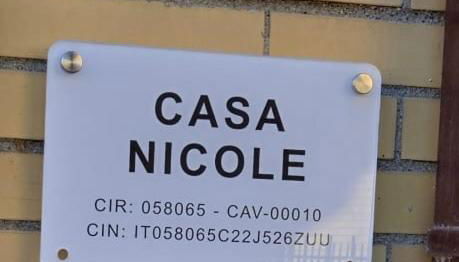 CASA
NICOLE
CIR: 058065 - CAV-00010
CIN: IT058065C22J526ZUU